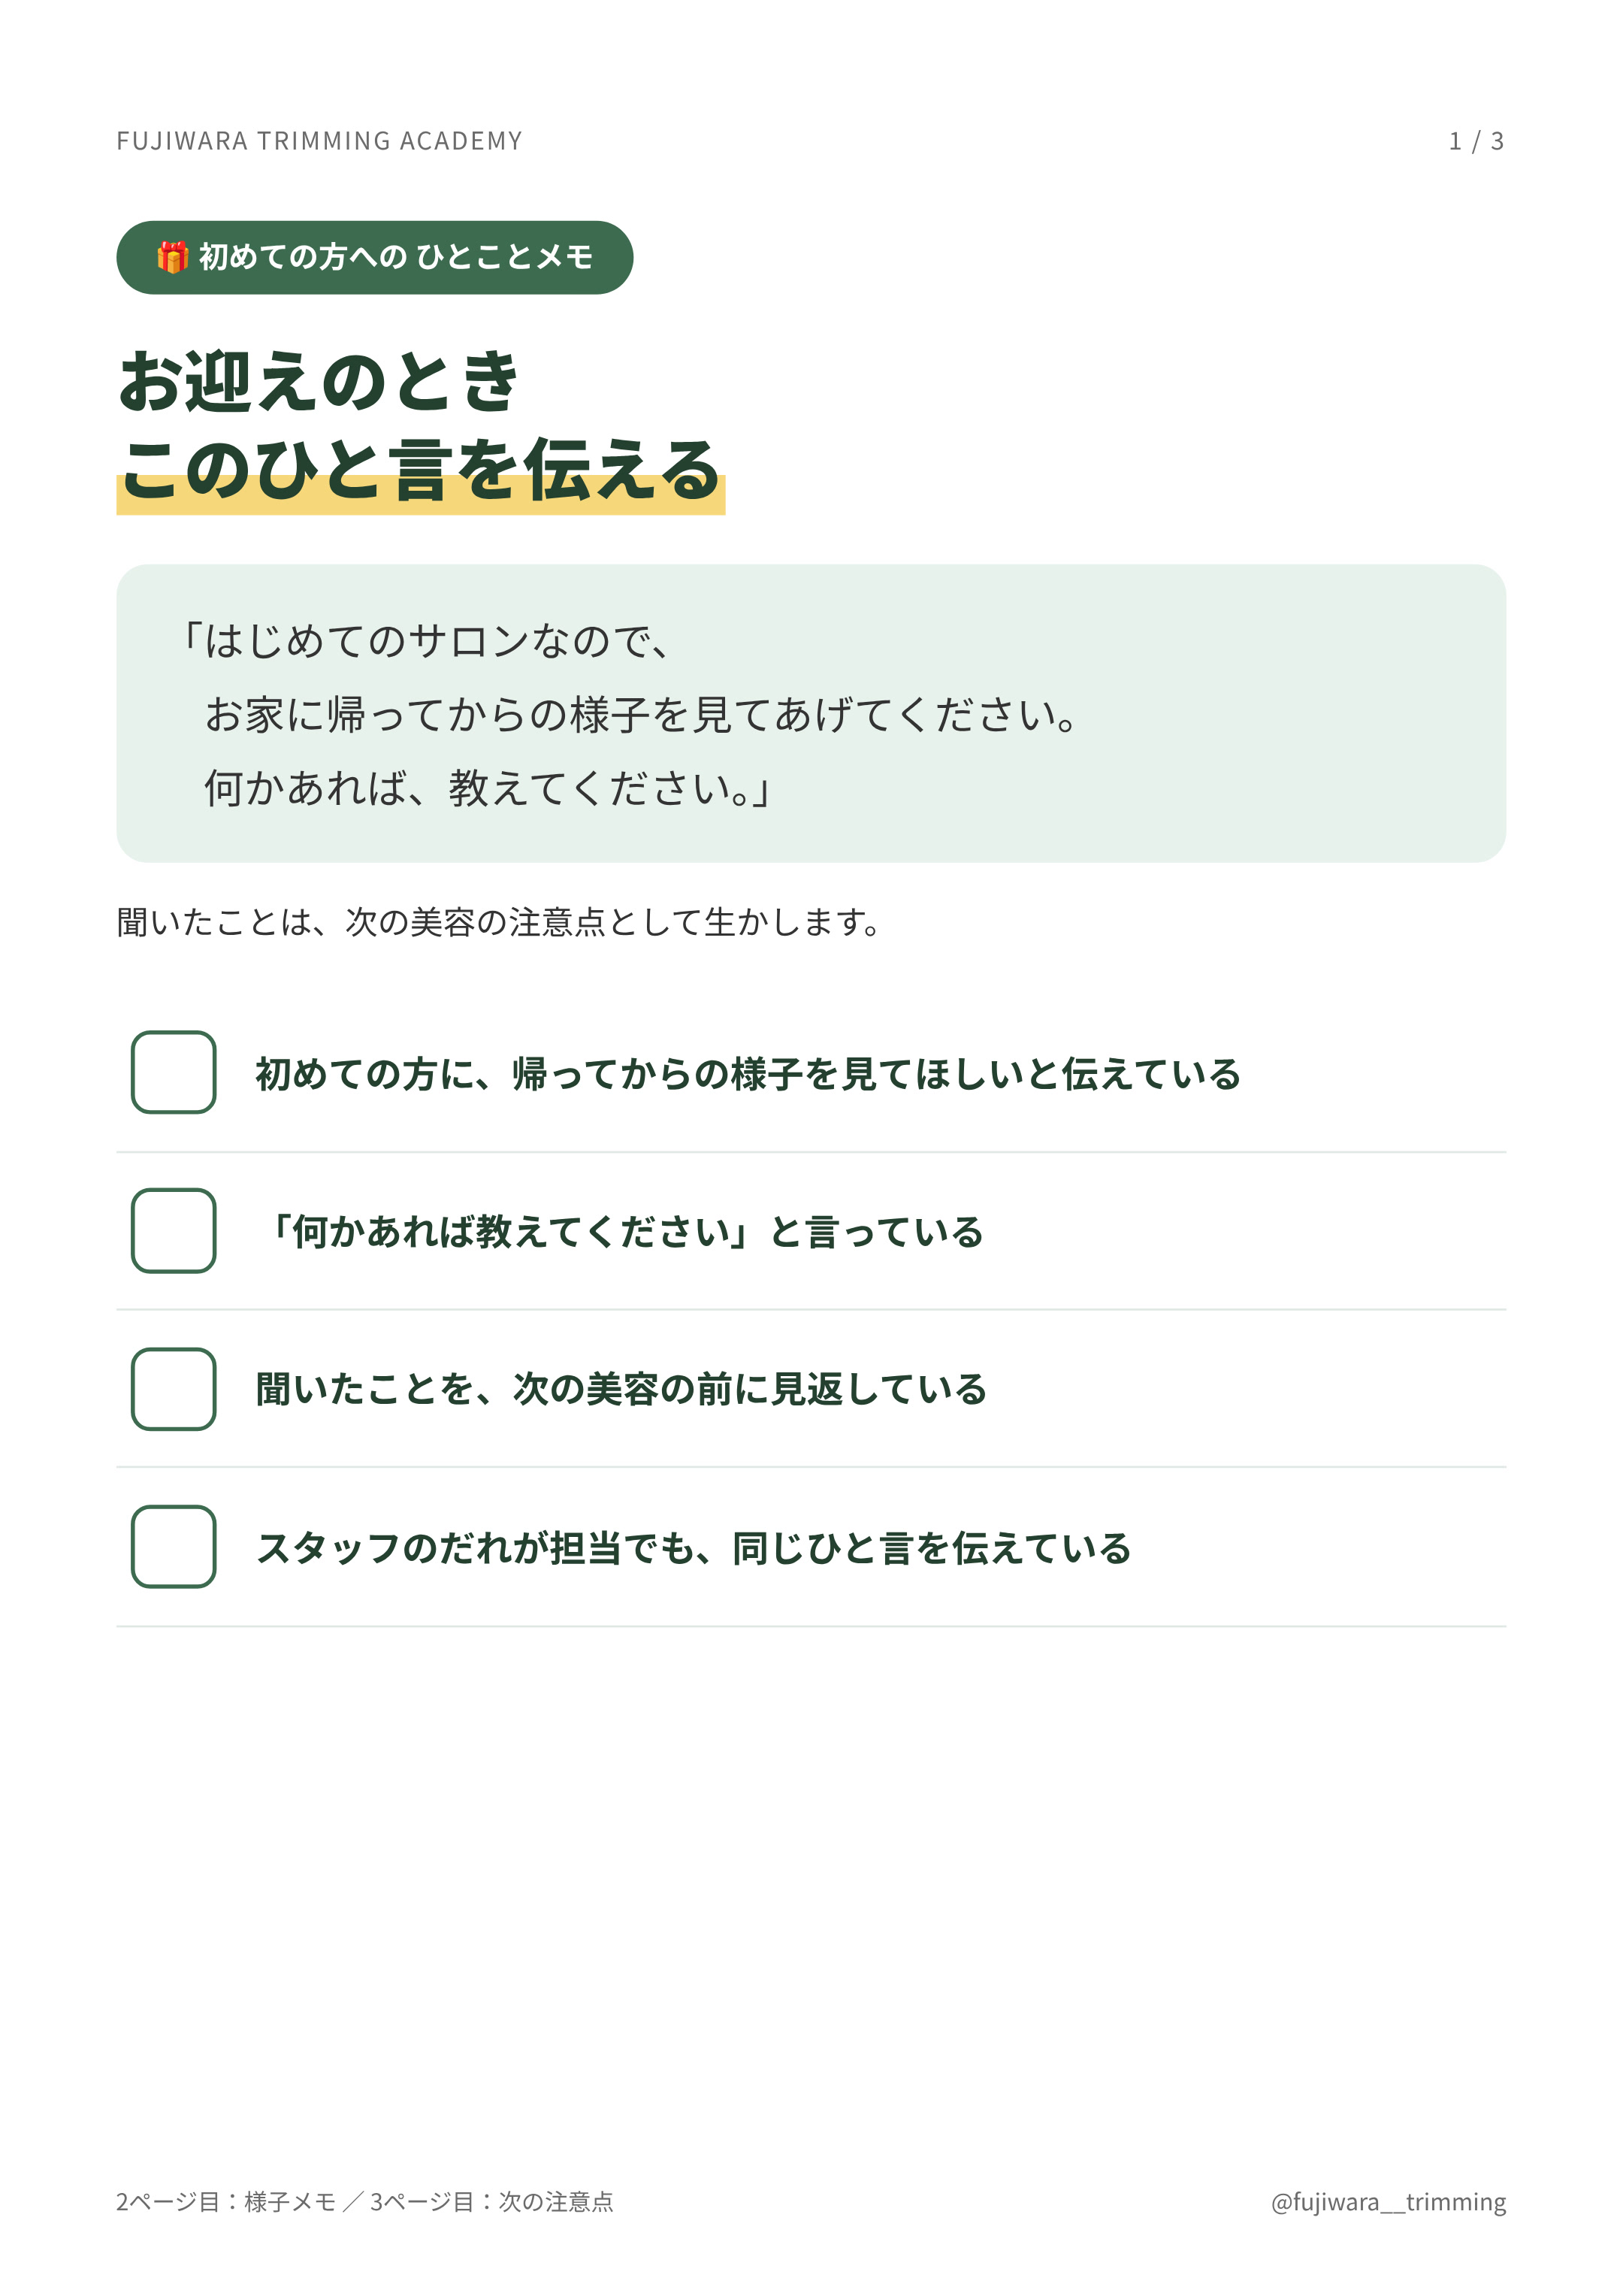 FUJIWARA TRIMMING ACADEMY
1 / 3
🎁 初めての方への ひとことメモ
お迎えのとき
このひと言を伝える
「はじめてのサロンなので、
お家に帰ってからの様子を見てあげてください。
何かあれば、教えてください。」
聞いたことは、次の美容の注意点として生かします。
初めての方に、帰ってからの様子を見てほしいと伝えている
「何かあれば教えてください」と言っている
聞いたことを、次の美容の前に見返している
スタッフのだれが担当でも、同じひと言を伝えている
2ページ目：様子メモ ／ 3ページ目：次の注意点
@fujiwara__trimming